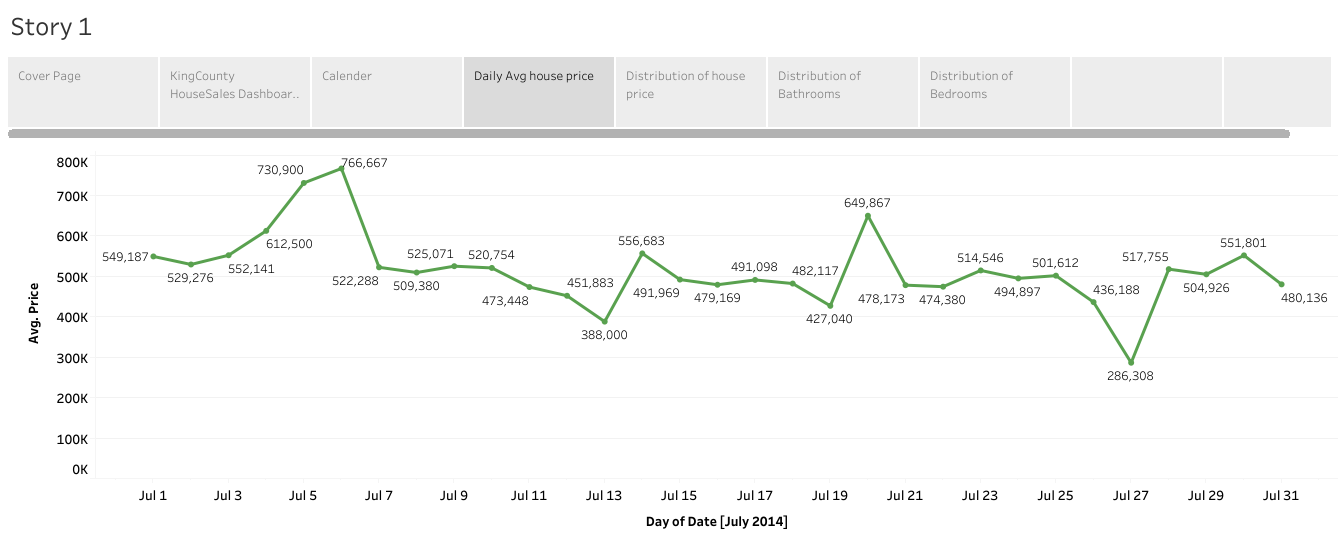 Story 1
Cover Page
KingCounty
HouseSales Dashboar..
Calender
Daily Avg house price
Distribution of house
price
Distribution of
Bathrooms
Distribution of
Bedrooms
800K
700K
600K
500K
400K
300K
200K
100K
0K
Avg. Price
549,187
529,276
552,141
612,500
730,900
766,667
522,288
509,380
525,071
520,754
473,448
451,883
388,000
556,683
491,969
479,169
491,098
482,117
427,040
649,867
478,173
474,380
514,546
494,897
501,612
436,188
286,308
517,755
504,926
551,801
480,136
Jul 1
Jul 3
Jul 5
Jul 7
Jul 9
Jul 11
Jul 13
Jul 15
Jul 17
Jul 19
Jul 21
Jul 23
Jul 25
Jul 27
Jul 29
Jul 31
Day of Date [July 2014]